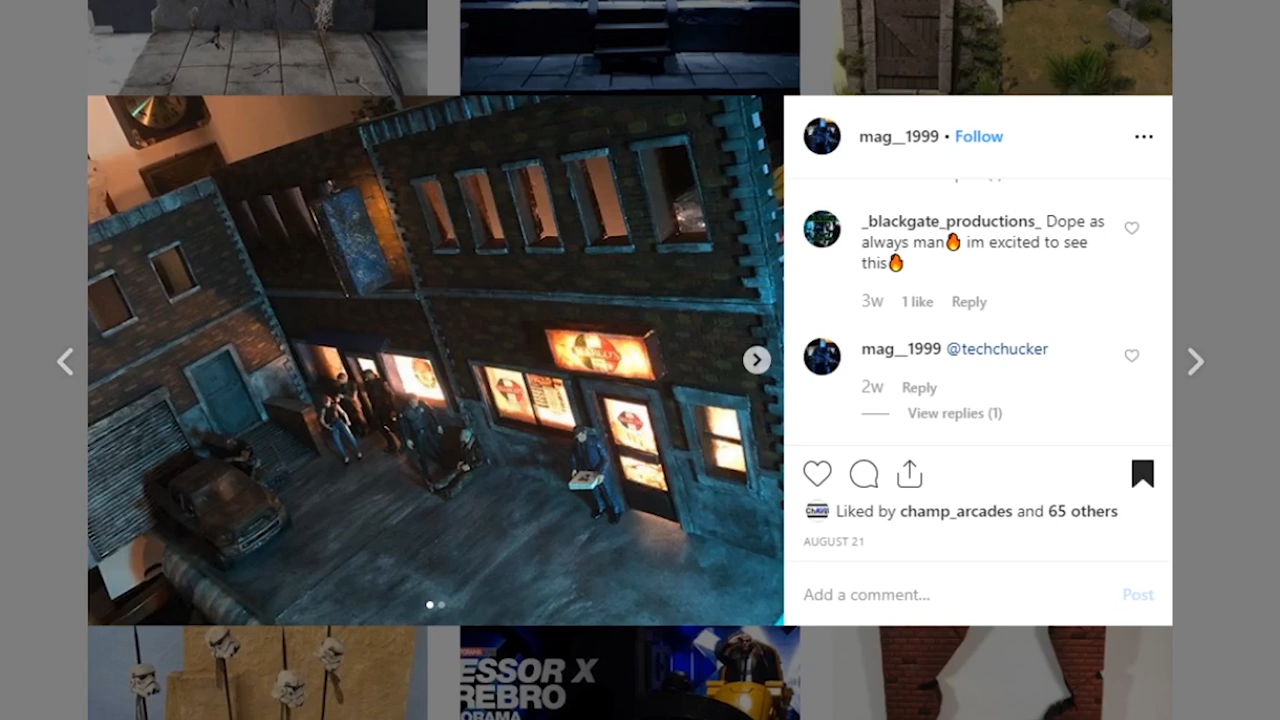 mag__1999 • Follow
_blackgate_productions_ Dope as
always man🔥 im excited to see
this🔥
3w 1 like Reply
mag__1999 @techchucker
2w Reply
View replies (1)
Liked by champ_arcades and 65 others
AUGUST 21
Add a comment... Post
ESSOR X
REBRO
ORAMA